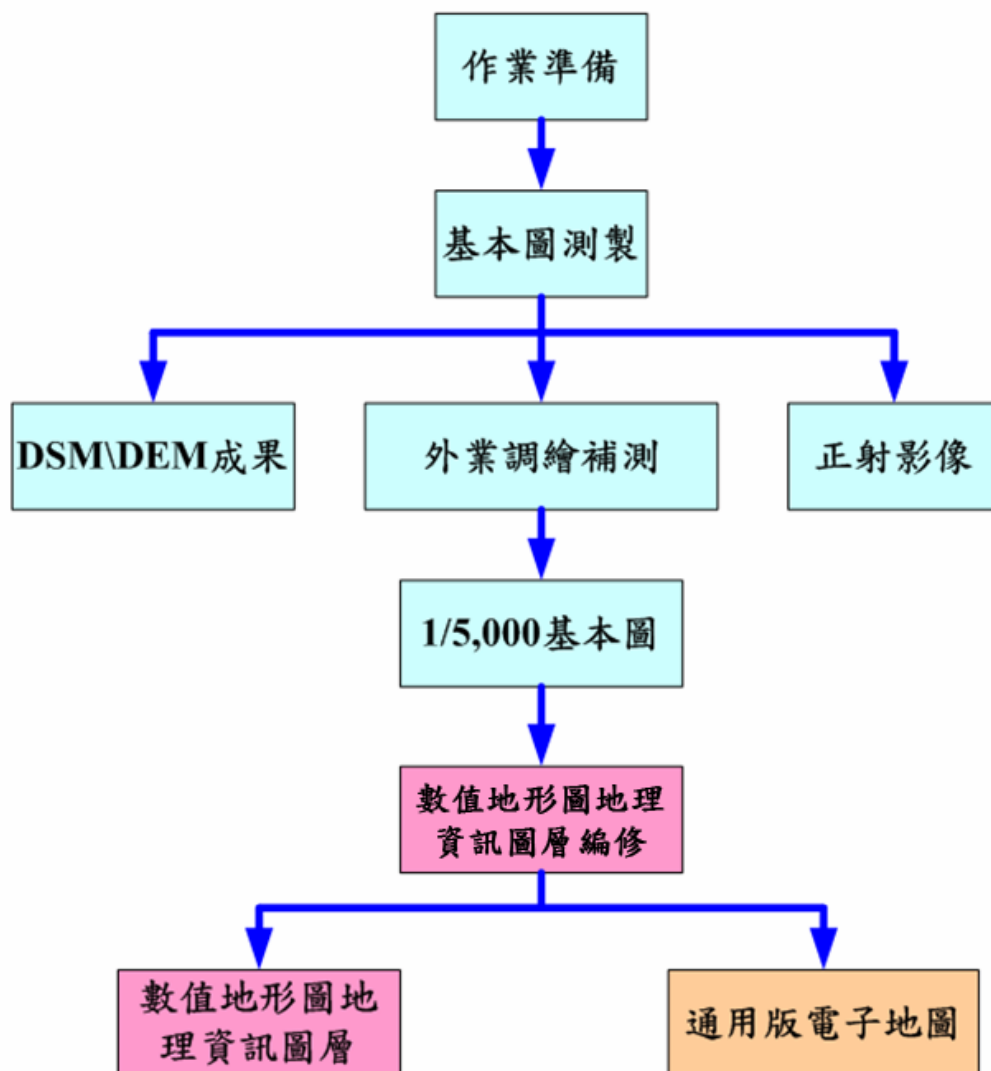 作業準備
基本圖測製
DSM\DEM成果
外業調繪補測
正射影像
1/5,000基本圖
數值地形圖地理
資訊圖層編修
數值地形圖地
理資訊圖層
通用版電子地圖